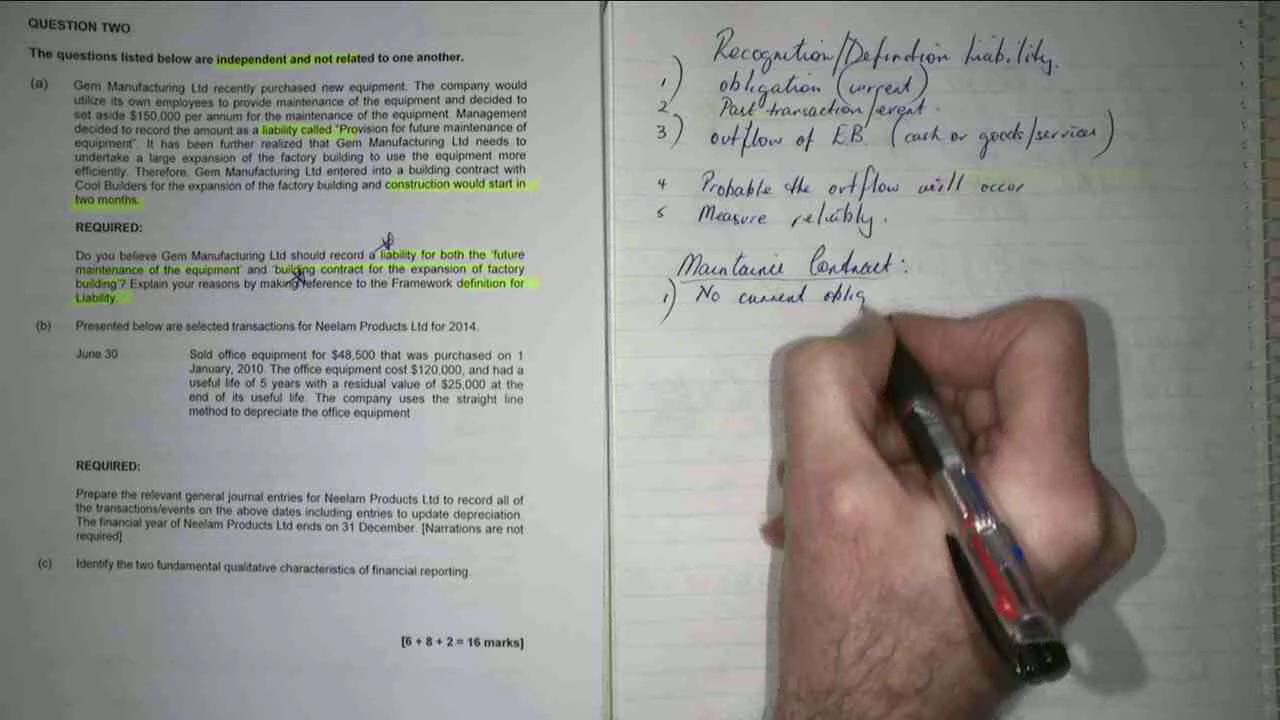 QUESTION TWO
The questions listed below are independent and not related to one another.
(a) Gem Manufacturing Ltd recently purchased new equipment. The company would
utilize its own employees to provide maintenance of the equipment and decided to
set aside $150,000 per annum for the maintenance of the equipment. Management
decided to record the amount as a liability called "Provision for future maintenance of
equipment". It has been further realized that Gem Manufacturing Ltd needs to
undertake a large expansion of the factory building to use the equipment more
efficiently. Therefore, Gem Manufacturing Ltd entered into a building contract with
Cool Builders for the expansion of the factory building and construction would start in
two months.
REQUIRED:
Do you believe Gem Manufacturing Ltd should record a liability for both the 'future
maintenance of the equipment' and 'building contract for the expansion of factory
building'? Explain your reasons by making reference to the Framework definition for
Liability.
(b) Presented below are selected transactions for Neelam Products Ltd for 2014.
June 30 Sold office equipment for $48,500 that was purchased on 1
January, 2010. The office equipment cost $120,000, and had a
useful life of 5 years with a residual value of $25,000 at the
end of its useful life. The company uses the straight line
method to depreciate the office equipment
REQUIRED:
Prepare the relevant general journal entries for Neelam Products Ltd to record all of
the transactions/events on the above dates including entries to update depreciation.
The financial year of Neelam Products Ltd ends on 31 December. [Narrations are not
required]
(c) Identify the two fundamental qualitative characteristics of financial reporting.
[6 + 8 + 2 = 16 marks]
Recognition/Definition Liability.
1) obligation (current)
2 Past transaction/event.
3) outflow of EB (cash or goods/services)
4 Probable the outflow will occur
5 Measure reliably.
Contract:
1) No current oblig